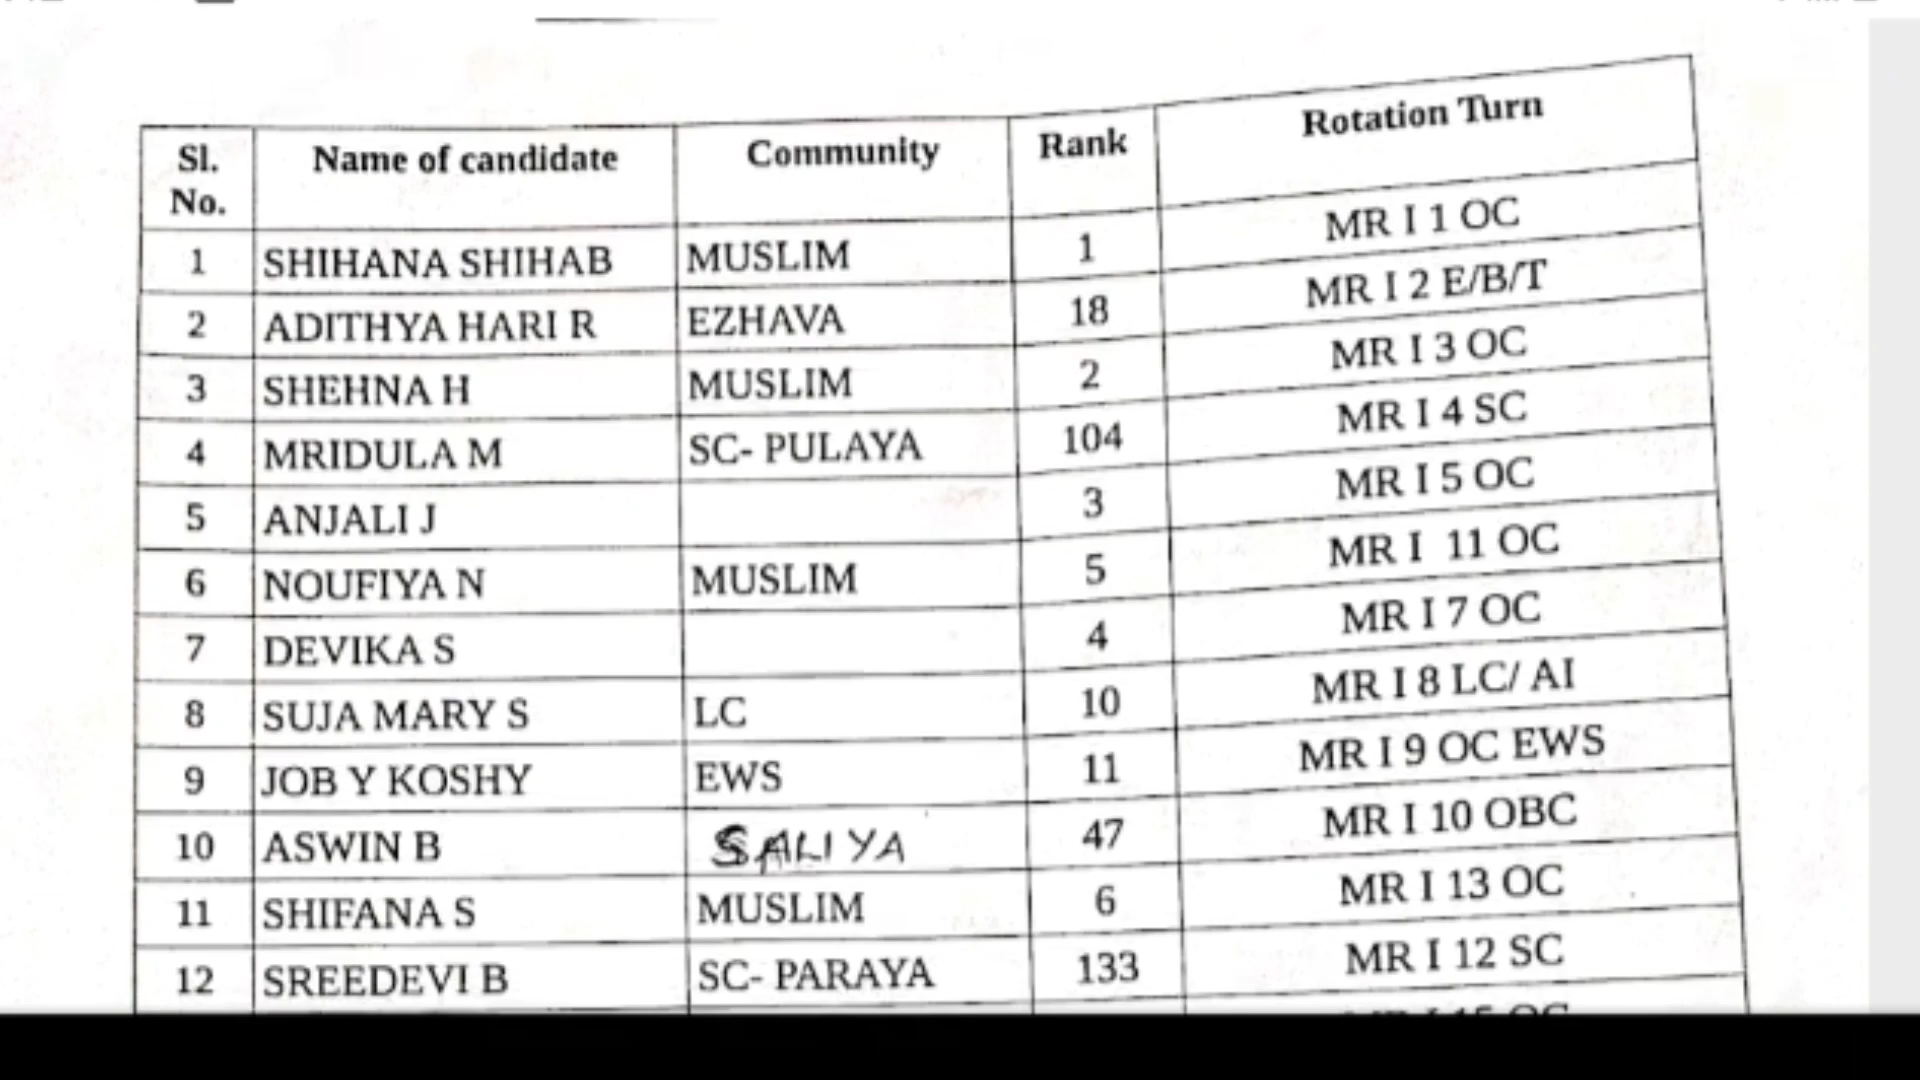 Sl. No. Name of candidate Community Rank Rotation Turn
1 SHIHANA SHIHAB MUSLIM 1 MR I 1 OC
2 ADITHYA HARI R EZHAVA 18 MR I 2 E/B/T
3 SHEHNA H MUSLIM 2 MR I 3 OC
4 MRIDULA M SC- PULAYA 104 MR I 4 SC
5 ANJALI J 3 MR I 5 OC
6 NOUFIYA N MUSLIM 5 MR I 11 OC
7 DEVIKA S 4 MR I 7 OC
8 SUJA MARY S LC 10 MR I 8 LC/ AI
9 JOB Y KOSHY EWS 11 MR I 9 OC EWS
10 ASWIN B SALIYA 47 MR I 10 OBC
11 SHIFANA S MUSLIM 6 MR I 13 OC
12 SREEDEVI B SC- PARAYA 133 MR I 12 SC